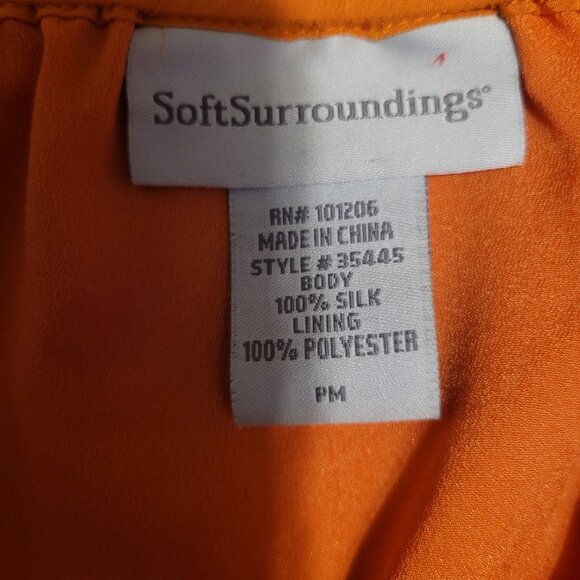 SoftSurroundings®
RN# 101206
MADE IN CHINA
STYLE # 35445
BODY
100% SILK
LINING
100% POLYESTER
PM